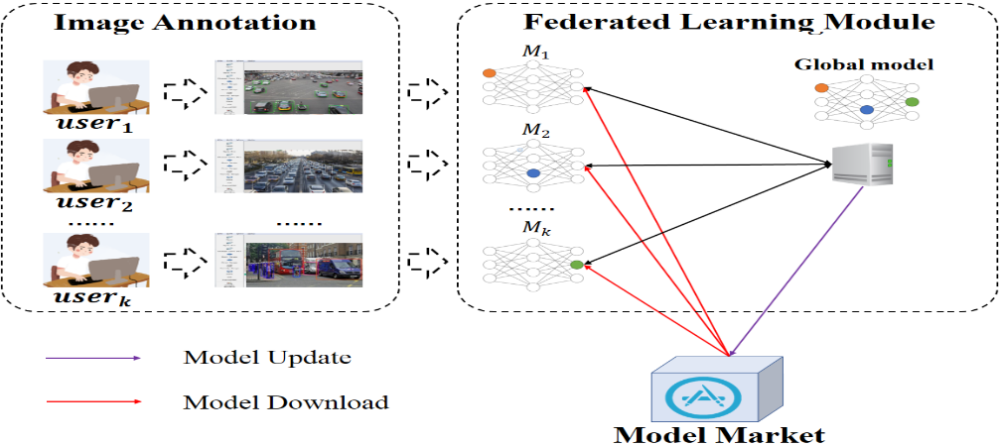 Image Annotation
user₁
user₂
......
......
userₖ
Federated Learning Module
M₁
Global model
M₂
......
Mₖ
Model Update
Model Download
Model Market